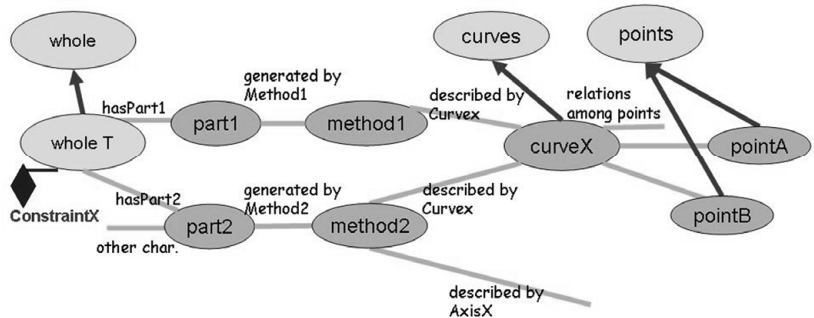 whole
curves
points
generated by
Method1
hasPart1
described by
Curvex
relations
among points
whole T
part1
method1
curveX
pointA
hasPart2
generated by
Method2
described by
Curvex
ConstraintX
part2
method2
pointB
other char.
described by
AxisX